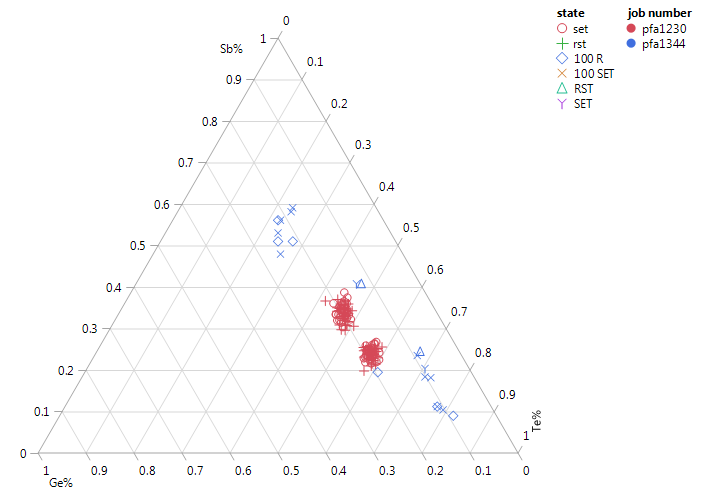 state job number
set pfa1230
rst pfa1344
100 R
100 SET
RST
SET
0
Sb% 1
0.1
0.9
0.2
0.8
0.3
0.7
0.4
0.6
0.5
0.5
0.6
0.4
0.7
0.3
0.8
0.2
0.9
0.1
1
Te%
0
1 0.9 0.8 0.7 0.6 0.5 0.4 0.3 0.2 0.1 0
Ge%